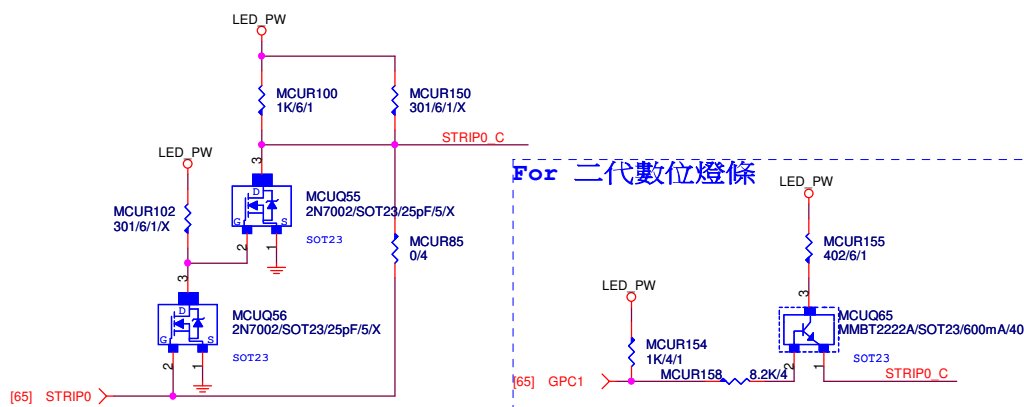 LED_PW
MCUR100
1K/6/1
MCUR150
301/6/1/X
STRIP0_C
LED_PW
3
D
G
S
MCUQ55
2N7002/SOT23/25pF/5/X
SOT23
2
1
MCUR102
301/6/1/X
MCUR85
0/4
3
D
G
S
MCUQ56
2N7002/SOT23/25pF/5/X
SOT23
2
1
[65] STRIP0
For 二代數位燈條
LED_PW
MCUR155
402/6/1
LED_PW
3
MCUQ65
MMBT2222A/SOT23/600mA/40
SOT23
MCUR154
1K/4/1
MCUR158
8.2K/4
2
1
[65] GPC1
STRIP0_C